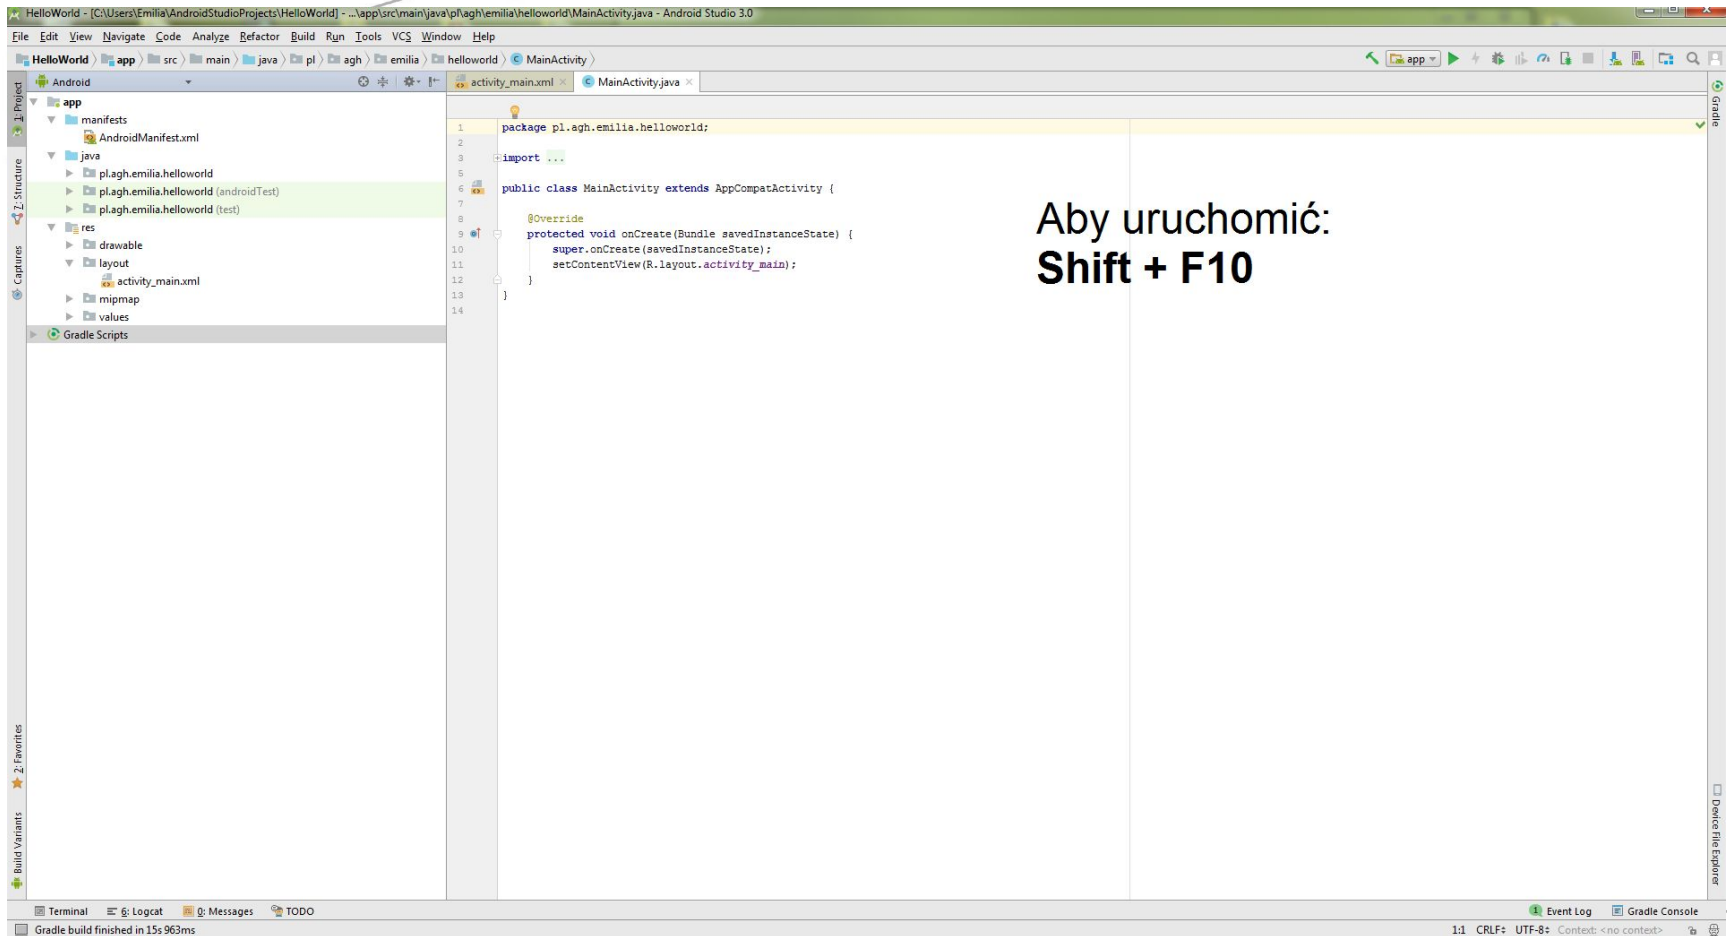 HelloWorld - [C:\Users\Emilia\AndroidStudioProjects\HelloWorld] - ...\app\src\main\java\pl\agh\emilia\helloworld\MainActivity.java - Android Studio 3.0
File Edit View Navigate Code Analyze Refactor Build Run Tools VCS Window Help
HelloWorld app src main java pl agh emilia helloworld MainActivity
app
Android
activity_main.xml
MainActivity.java
1: Project
7: Structure
Captures
2: Favorites
Build Variants
app
manifests
AndroidManifest.xml
java
pl.agh.emilia.helloworld
pl.agh.emilia.helloworld (androidTest)
pl.agh.emilia.helloworld (test)
res
drawable
layout
activity_main.xml
mipmap
values
Gradle Scripts
1 package pl.agh.emilia.helloworld;
2
3 import ...
5
6 public class MainActivity extends AppCompatActivity {
7
8 @Override
9 protected void onCreate(Bundle savedInstanceState) {
10 super.onCreate(savedInstanceState);
11 setContentView(R.layout.activity_main);
12 }
13 }
14
Aby uruchomić:
Shift + F10
Gradle
Device File Explorer
Terminal 6: Logcat 0: Messages TODO
1 Event Log Gradle Console
Gradle build finished in 15s 963ms
1:1 CRLF UTF-8 Context: <no context>